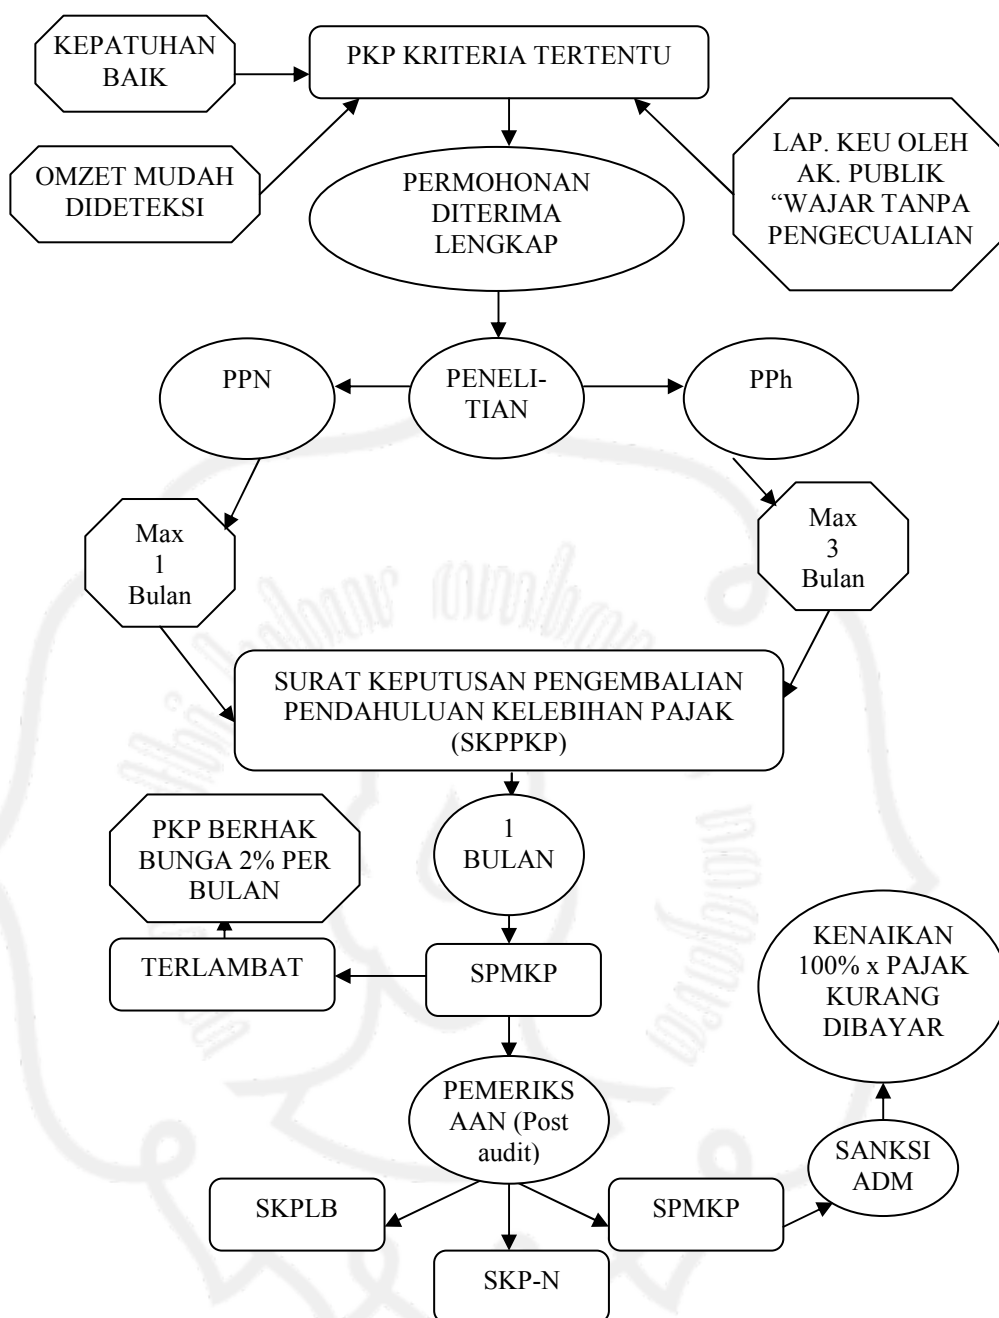 KEPATUHAN
BAIK
PKP KRITERIA TERTENTU
OMZET MUDAH
DIDETEKSI
PERMOHONAN
DITERIMA
LENGKAP
LAP. KEU OLEH
AK. PUBLIK
“WAJAR TANPA
PENGECUALIAN
PPN
PENELI-
TIAN
PPh
Max
1
Bulan
Max
3
Bulan
SURAT KEPUTUSAN PENGEMBALIAN
PENDAHULUAN KELEBIHAN PAJAK
(SKPPKP)
PKP BERHAK
BUNGA 2% PER
BULAN
1
BULAN
TERLAMBAT
SPMKP
KENAIKAN
100% x PAJAK
KURANG
DIBAYAR
PEMERIKS
AAN (Post
audit)
SANKSI
ADM
SKPLB
SPMKP
SKP-N